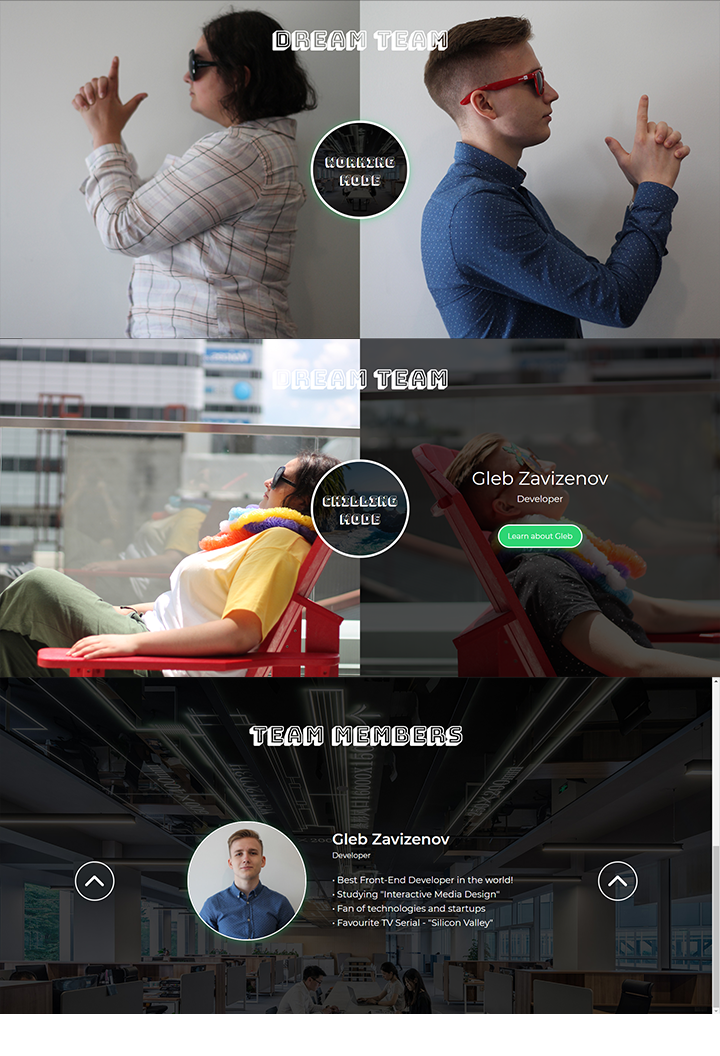 DREAM TEAM
WORKING
MODE
DREAM TEAM
CHILLING
MODE
Gleb Zavizenov
Developer
Learn about Gleb
TEAM MEMBERS
Gleb Zavizenov
Developer
• Best Front-End Developer in the world!
• Studying "Interactive Media Design"
• Fan of technologies and startups
• Favourite TV Serial - "Silicon Valley"